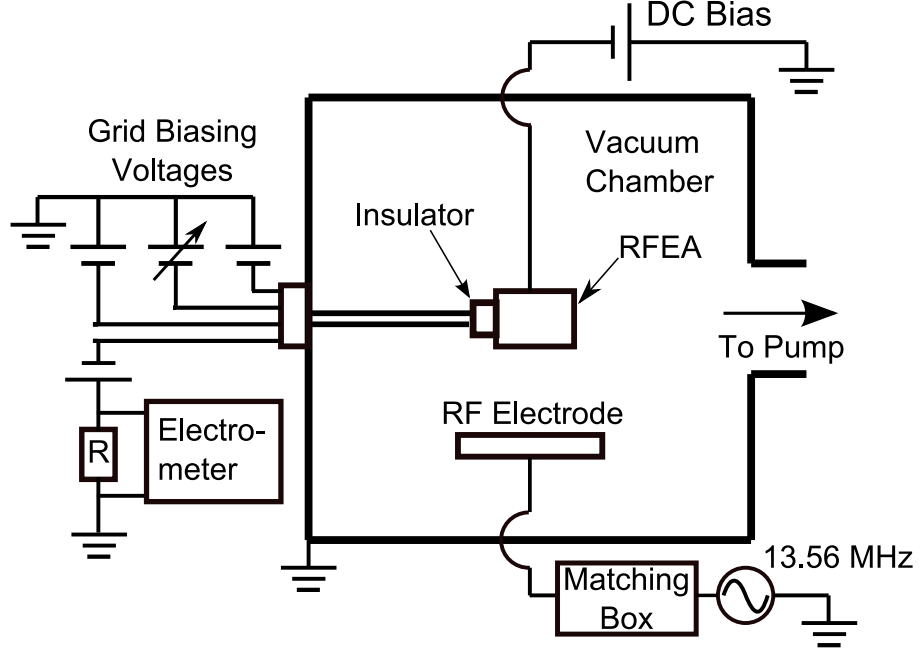 DC Bias
Grid Biasing
Voltages
Vacuum
Chamber
Insulator
RFEA
To Pump
RF Electrode
Electro-
meter
R
13.56 MHz
Matching
Box